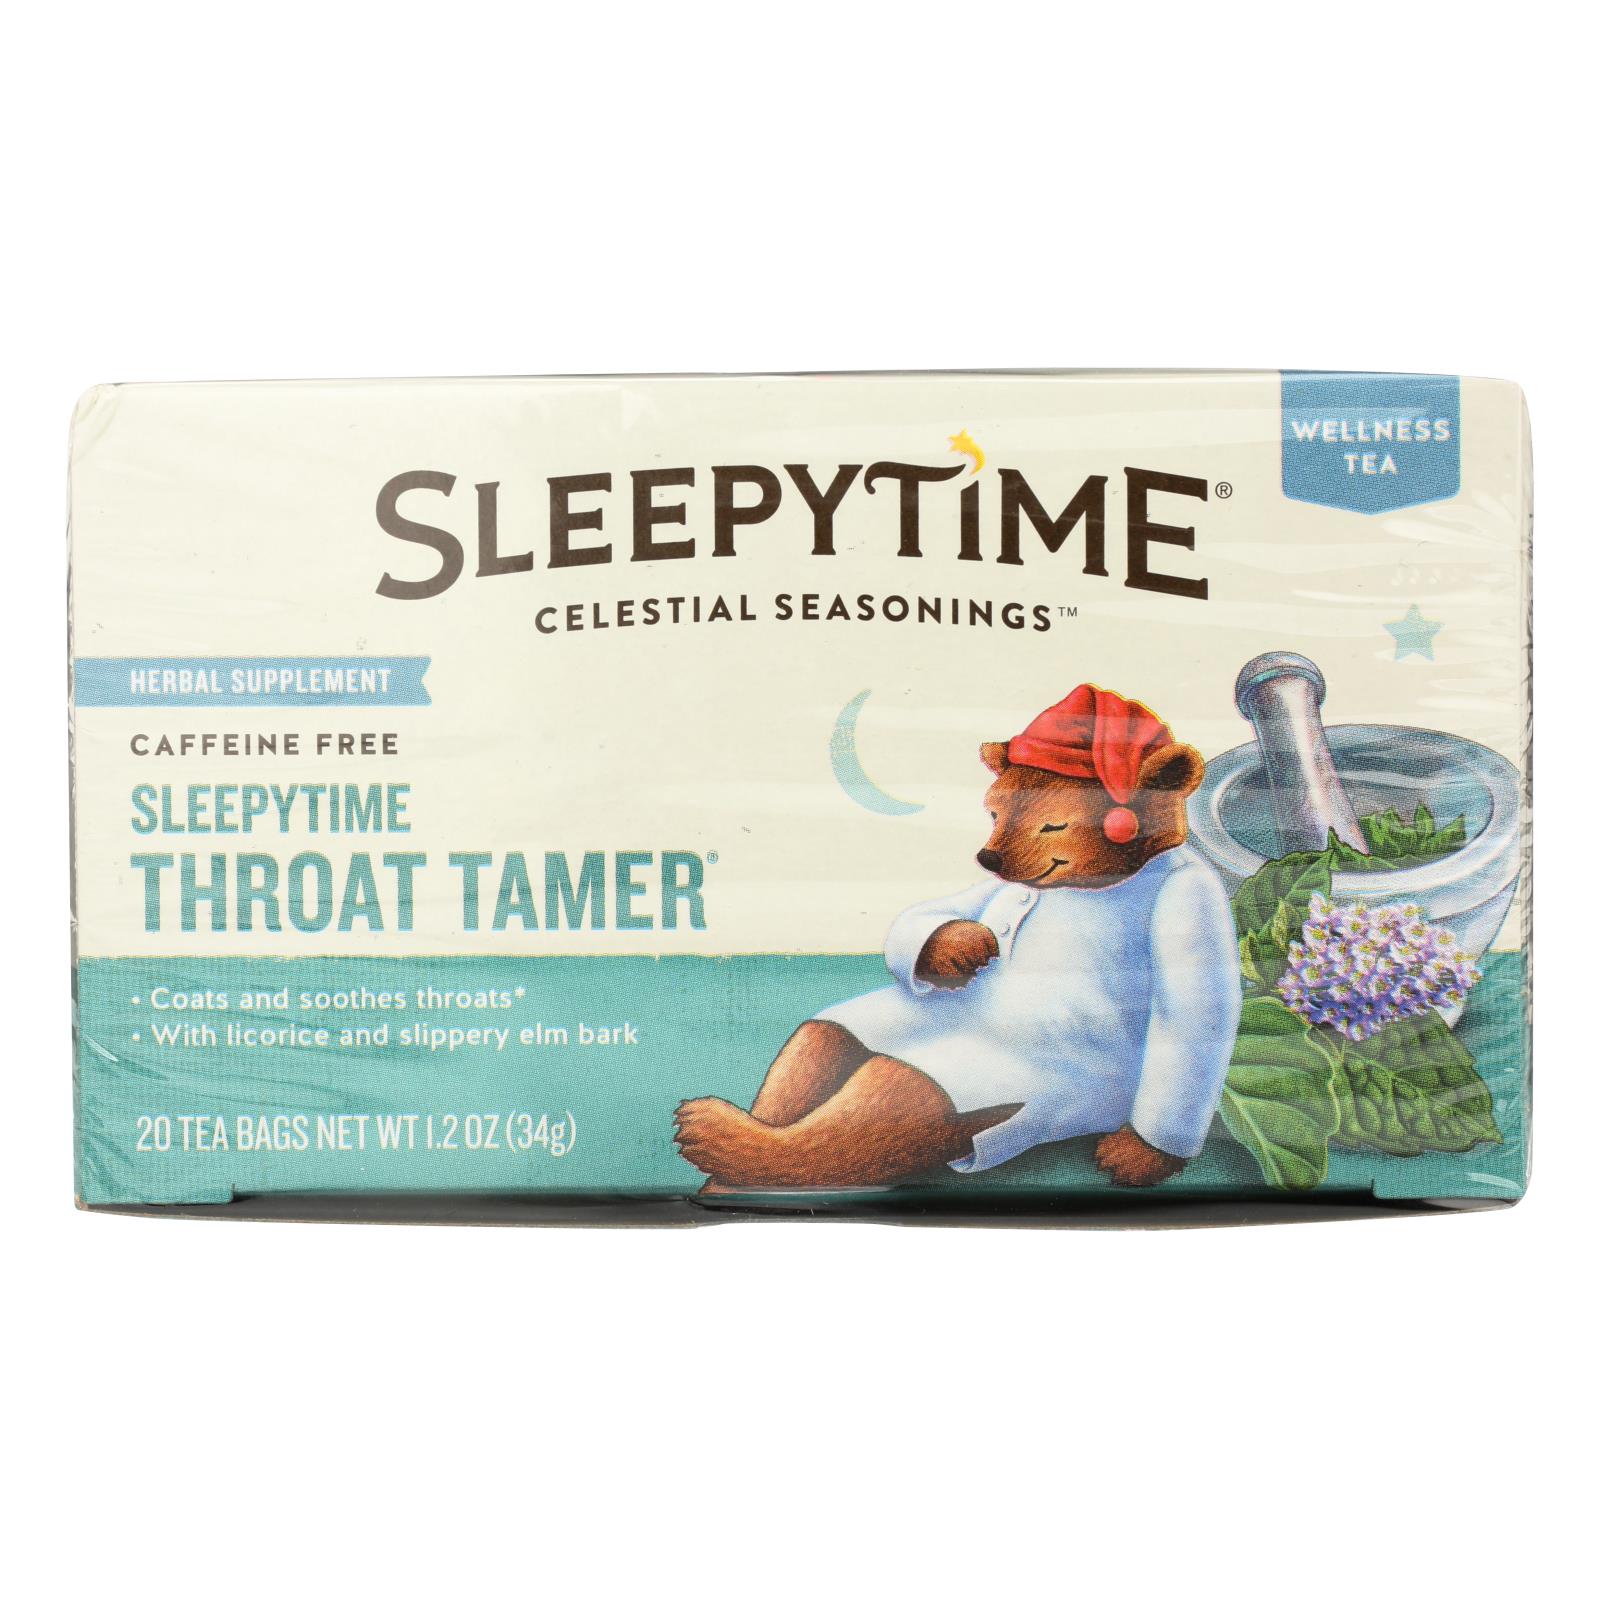 WELLNESS
TEA
SLEEPYTIME®
CELESTIAL SEASONINGS™
HERBAL SUPPLEMENT
CAFFEINE FREE
SLEEPYTIME
THROAT TAMER®
• Coats and soothes throats*
• With licorice and slippery elm bark
20 TEA BAGS NET WT 1.2 OZ (34g)